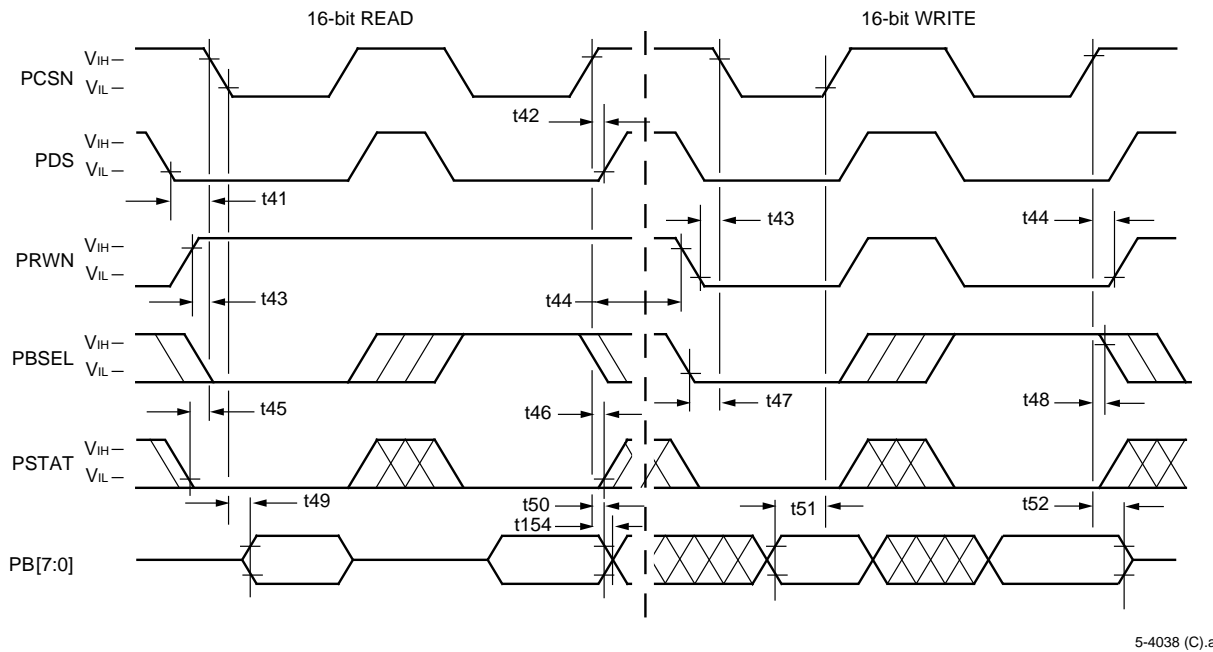 16-bit READ
16-bit WRITE
PCSN
VIH
VIL
t42
PDS
VIH
VIL
t41
t43
t44
PRWN
VIH
VIL
t43
t44
PBSEL
VIH
VIL
t45
t46
t47
t48
PSTAT
VIH
VIL
t49
t50
t51
t52
t154
PB[7:0]
5-4038 (C).a